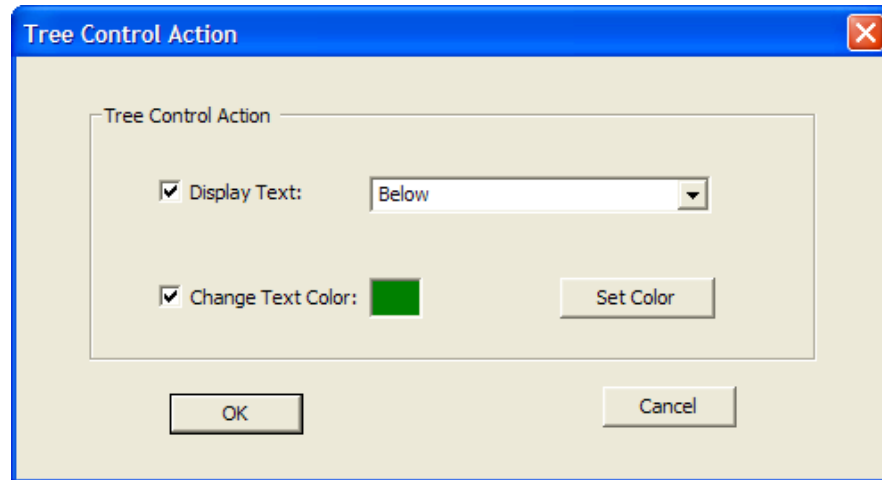 Tree Control Action
Tree Control Action
Display Text:
Below
Change Text Color:
Set Color
OK
Cancel